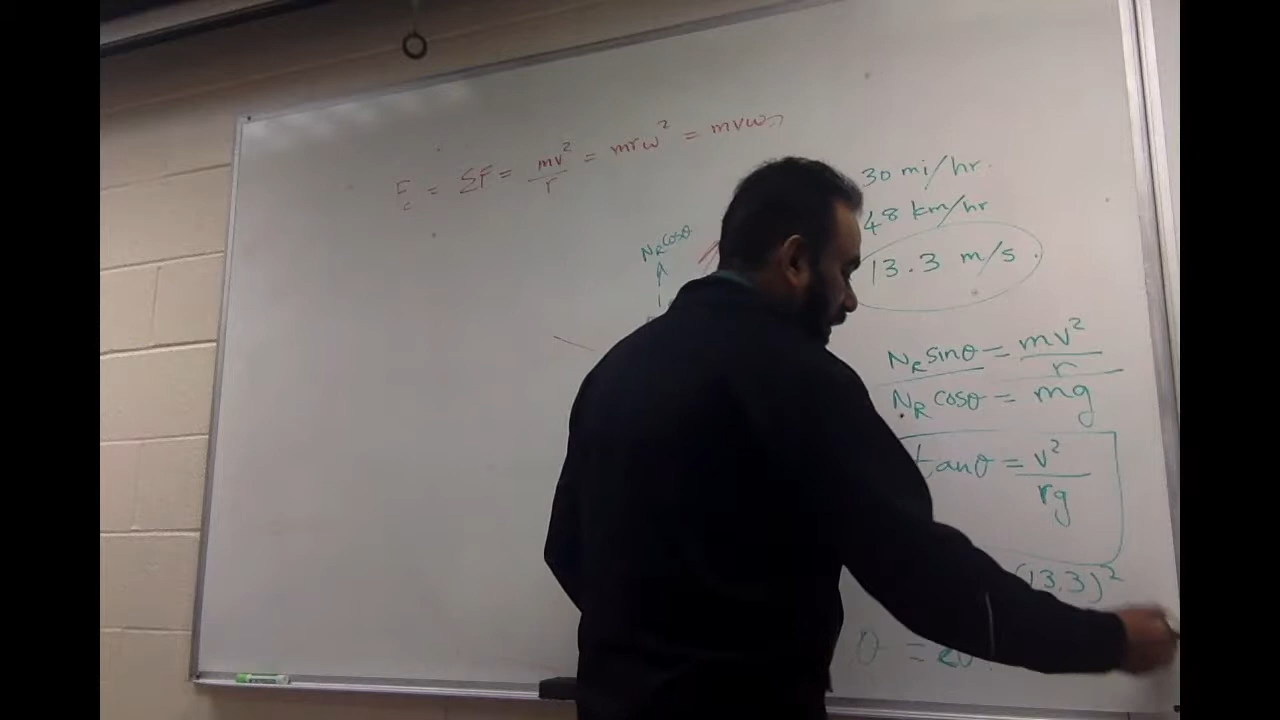 F_c = ΣF = mv²/r = mrω² = mvω
N_R cosθ
30 mi/hr
48 km/hr
13.3 m/s
N_R sinθ = mv²/r
N_R cosθ = mg
tanθ = v²/rg
(13.3)²
θ =